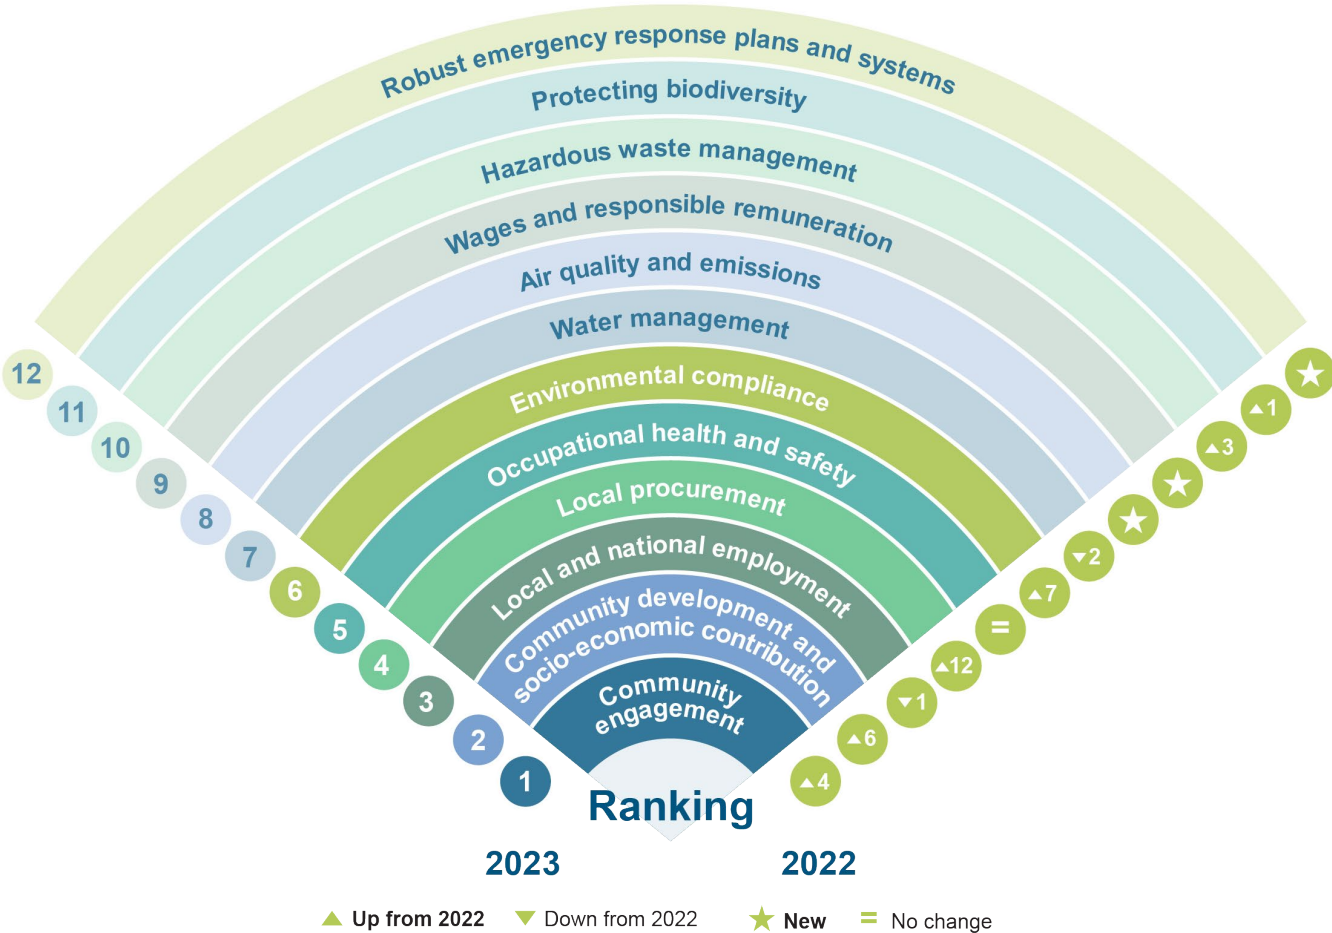 Robust emergency response plans and systems
Protecting biodiversity
Hazardous waste management
Wages and responsible remuneration
Air quality and emissions
Water management
Environmental compliance
Occupational health and safety
Local procurement
Local and national employment
Community development and
socio-economic contribution
Community
engagement
12
11
10
9
8
7
6
5
4
3
2
1
★
▲1
▲3
★
★
▼2
▲7
=
▲12
▼1
▲6
▲4
Ranking
2023 2022
▲ Up from 2022 ▼ Down from 2022 ★ New = No change